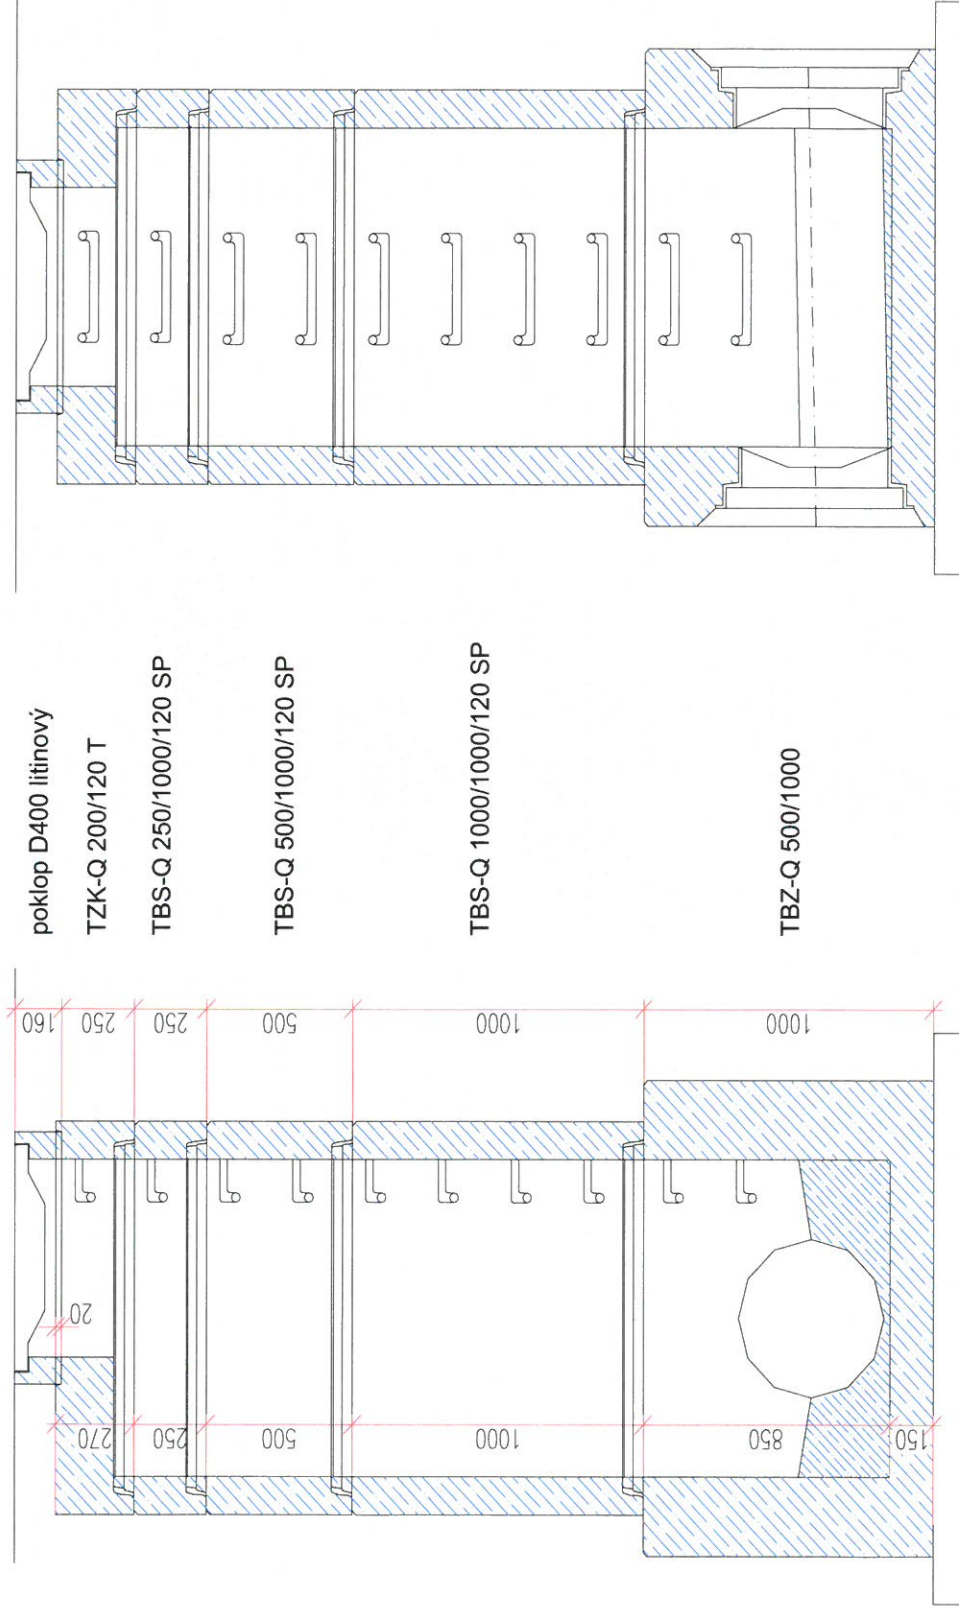 poklop D400 litinový
TZK-Q 200/120 T
TBS-Q 250/1000/120 SP
TBS-Q 500/1000/120 SP
TBS-Q 1000/1000/120 SP
TBZ-Q 500/1000
160
250
250
500
1000
1000
20
270
250
500
1000
850
150